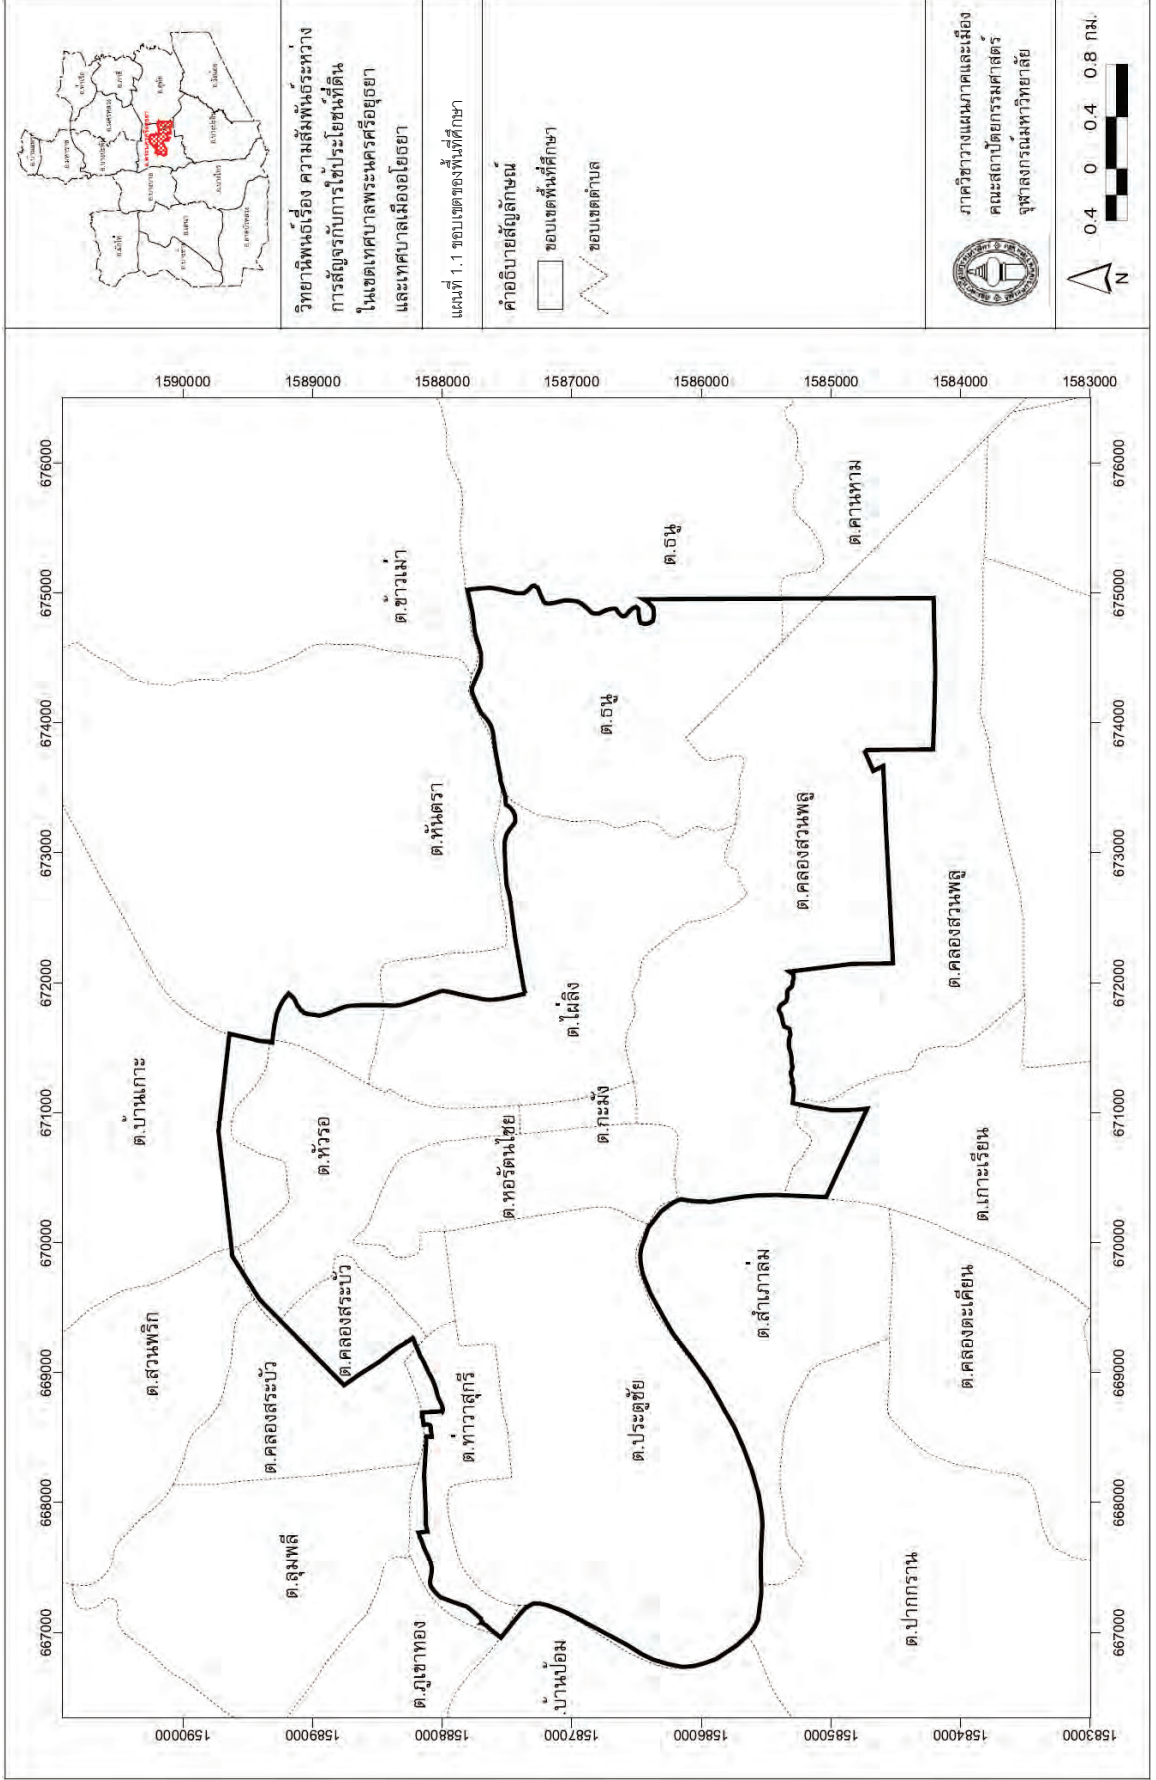 วิทยานิพนธ์เรื่อง ความสัมพันธ์ระหว่าง
การสัญจรกับการใช้ประโยชน์ที่ดิน
ในเขตเทศบาลพระนครศรีอยุธยา
และเทศบาลเมืองอโยธยา
แผนที่ 1.1 ขอบเขตของพื้นที่ศึกษา
คำอธิบายสัญลักษณ์
ขอบเขตพื้นที่ศึกษา
ขอบเขตตำบล
ภาควิชาวางแผนภาคและเมือง
คณะสถาปัตยกรรมศาสตร์
จุฬาลงกรณ์มหาวิทยาลัย
N
0.4 0 0.4 0.8 กม.
667000 668000 669000 670000 671000 672000 673000 674000 675000 676000
1590000
1589000
1588000
1587000
1586000
1585000
1584000
1583000
ต.บ้านเกาะ
ต.สวนพริก
ต.คลองสระบัว
ต.ลุมพลี
ต.หัวรอ
ต.คลองสระบัว
ต.ข้าวเม่า
ต.หันตรา
ต.ภูเขาทอง
ต.ท่าวาสุกรี
ต.หอรัตนไชย
.บ้านป้อม
ต.ไผ่ลิง
ต.กะมัง
ต.ธนู
ต.ประตูชัย
ต.ธนู
ต.สำเภาล่ม
ต.คลองสวนพลู
ต.คานหาม
ต.ปากกราน
ต.คลองตะเคียน
ต.เกาะเรียน
ต.คลองสวนพลู
667000 668000 669000 670000 671000 672000 673000 674000 675000 676000
1590000
1589000
1588000
1587000
1586000
1585000
1584000
1583000